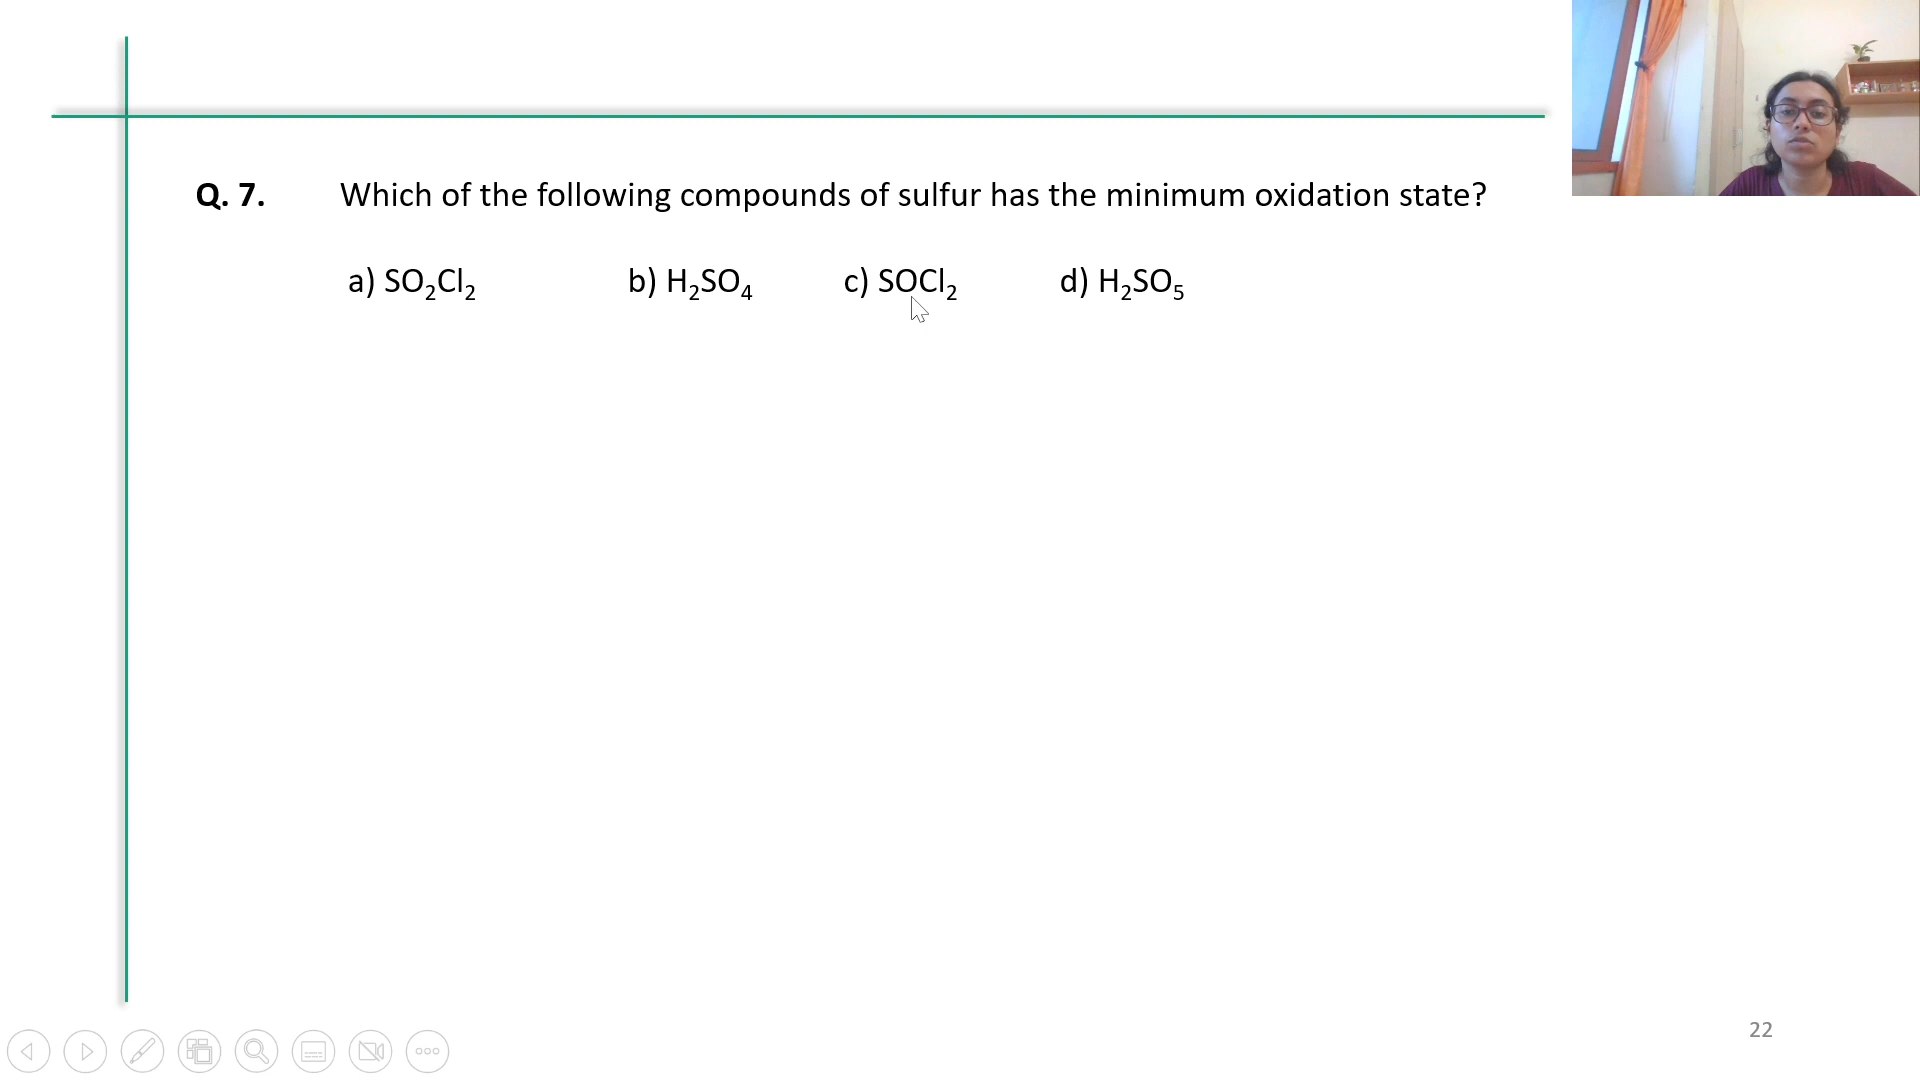 Q. 7. Which of the following compounds of sulfur has the minimum oxidation state?
a) SO₂Cl₂ b) H₂SO₄ c) SOCl₂ d) H₂SO₅
22